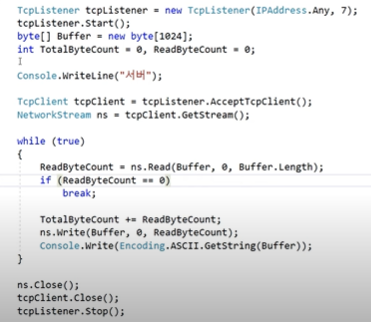 TcpListener tcpListener = new TcpListener(IPAddress.Any, 7);
tcpListener.Start();
byte[] Buffer = new byte[1024];
int TotalByteCount = 0, ReadByteCount = 0;
Console.WriteLine("서버");
TcpClient tcpClient = tcpListener.AcceptTcpClient();
NetworkStream ns = tcpClient.GetStream();
while (true)
{
ReadByteCount = ns.Read(Buffer, 0, Buffer.Length);
if (ReadByteCount == 0)
break;
TotalByteCount += ReadByteCount;
ns.Write(Buffer, 0, ReadByteCount);
Console.Write(Encoding.ASCII.GetString(Buffer));
}
ns.Close();
tcpClient.Close();
tcpListener.Stop();